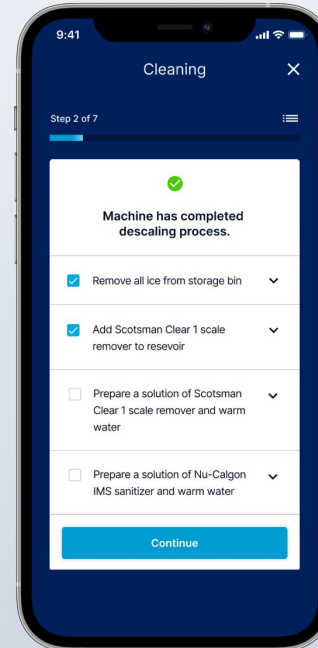 9:41
Cleaning
Step 2 of 7
Machine has completed
descaling process.
Remove all ice from storage bin
Add Scotsman Clear 1 scale
remover to resevoir
Prepare a solution of Scotsman
Clear 1 scale remover and warm
water
Prepare a solution of Nu-Calgon
IMS sanitizer and warm water
Continue